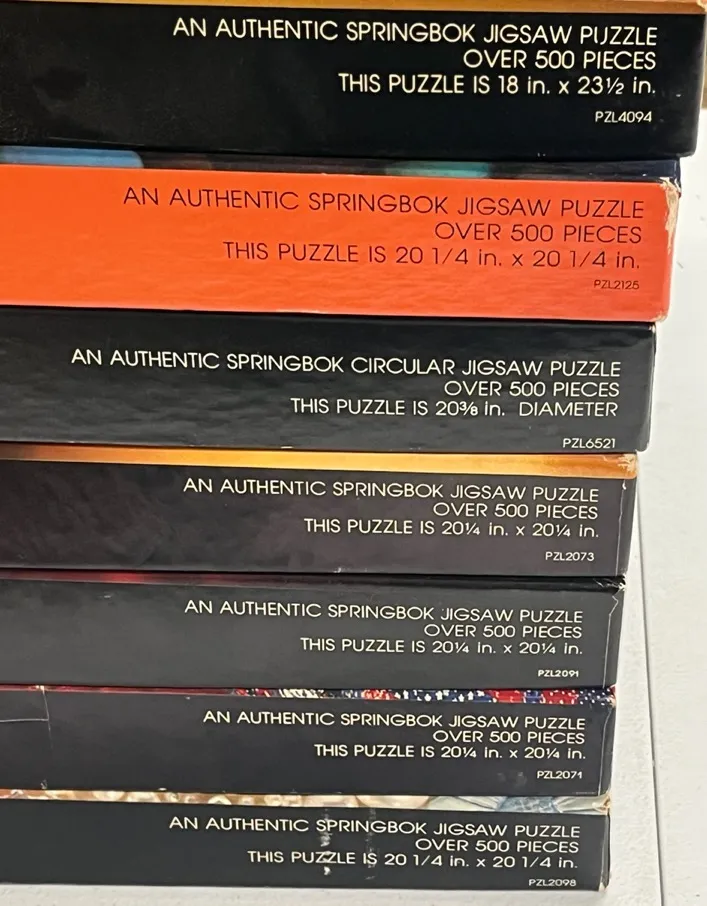 AN AUTHENTIC SPRINGBOK JIGSAW PUZZLE
OVER 500 PIECES
THIS PUZZLE IS 18 in. x 23½ in.
PZL4094
AN AUTHENTIC SPRINGBOK JIGSAW PUZZLE
OVER 500 PIECES
THIS PUZZLE IS 20 1/4 in. x 20 1/4 in.
PZL2125
AN AUTHENTIC SPRINGBOK CIRCULAR JIGSAW PUZZLE
OVER 500 PIECES
THIS PUZZLE IS 20⅜ in. DIAMETER
PZL6521
AN AUTHENTIC SPRINGBOK JIGSAW PUZZLE
OVER 500 PIECES
THIS PUZZLE IS 20¼ in. x 20¼ in.
PZL2073
AN AUTHENTIC SPRINGBOK JIGSAW PUZZLE
OVER 500 PIECES
THIS PUZZLE IS 20¼ in. x 20¼ in.
PZL2091
AN AUTHENTIC SPRINGBOK JIGSAW PUZZLE
OVER 500 PIECES
THIS PUZZLE IS 20¼ in. x 20¼ in.
PZL2071
AN AUTHENTIC SPRINGBOK JIGSAW PUZZLE
OVER 500 PIECES
THIS PUZZLE IS 20 1/4 in. x 20 1/4 in.
PZL2098